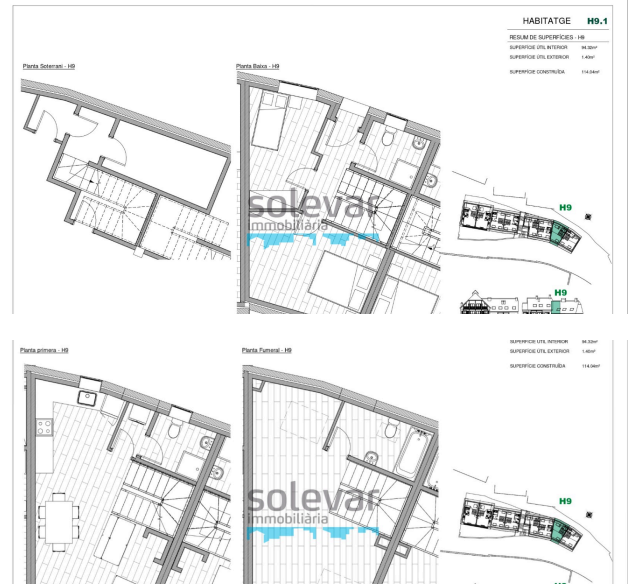 HABITATGE H9.1
RESUM DE SUPERFÍCIES - H9
SUPERFÍCIE ÚTIL INTERIOR 94.32m²
SUPERFÍCIE ÚTIL EXTERIOR 1.40m²
SUPERFÍCIE CONSTRUÏDA 114.04m²
Planta Soterrani - H9
Planta Baixa - H9
solevar
immobiliària
H9
H9
SUPERFÍCIE ÚTIL INTERIOR 94.32m²
SUPERFÍCIE ÚTIL EXTERIOR 1.40m²
SUPERFÍCIE CONSTRUÏDA 114.04m²
Planta primera - H9
Planta Fumeral - H9
solevar
immobiliària
H9